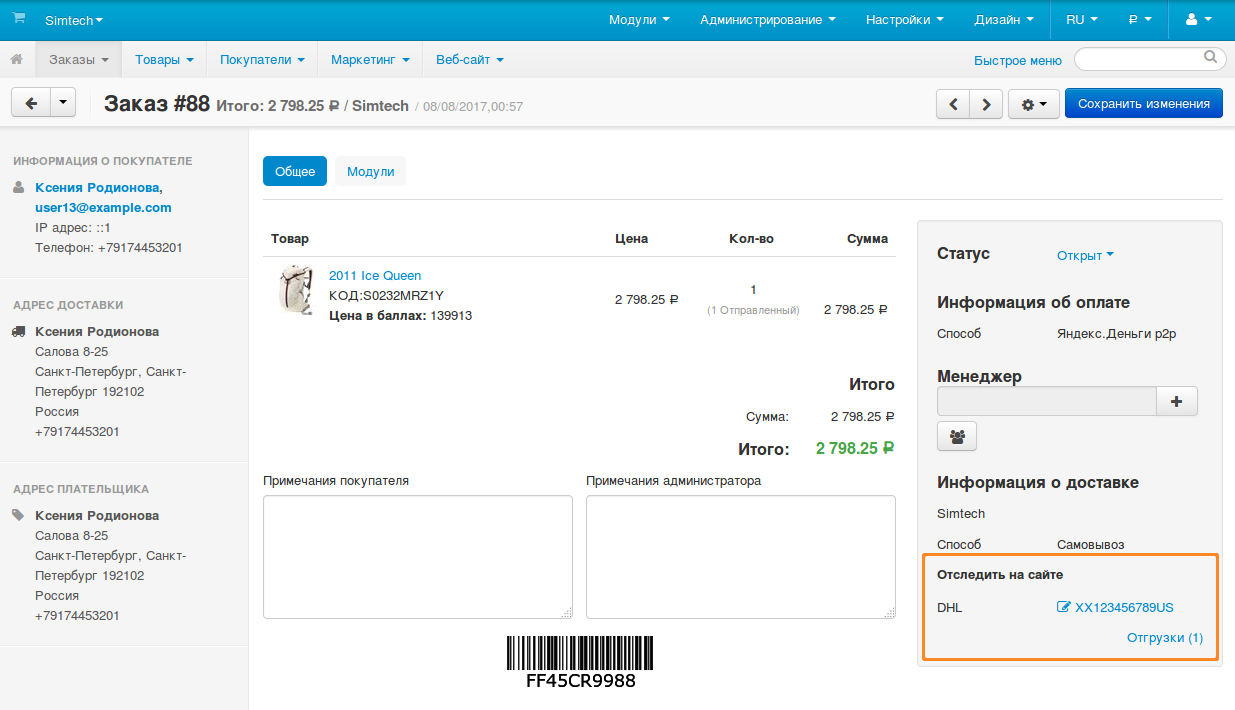 Simtech
Модули Администрирование Настройки Дизайн RU ₽
Заказы Товары Покупатели Маркетинг Веб-сайт Быстрое меню
Заказ #88 Итого: 2 798.25 ₽ / Simtech / 08/08/2017,00:57
Сохранить изменения
ИНФОРМАЦИЯ О ПОКУПАТЕЛЕ
Ксения Родионова,
user13@example.com
IP адрес: ::1
Телефон: +79174453201
АДРЕС ДОСТАВКИ
Ксения Родионова
Салова 8-25
Санкт-Петербург, Санкт-
Петербург 192102
Россия
+79174453201
АДРЕС ПЛАТЕЛЬЩИКА
Ксения Родионова
Салова 8-25
Санкт-Петербург, Санкт-
Петербург 192102
Россия
+79174453201
Общее Модули
Товар Цена Кол-во Сумма
2011 Ice Queen
КОД:S0232MRZ1Y
Цена в баллах: 139913
2 798.25 ₽
1
(1 Отправленный)
2 798.25 ₽
Итого
Сумма: 2 798.25 ₽
Итого: 2 798.25 ₽
Примечания покупателя
Примечания администратора
FF45CR9988
Статус Открыт
Информация об оплате
Способ Яндекс.Деньги p2p
Менеджер
Информация о доставке
Simtech
Способ Самовывоз
Отследить на сайте
DHL XX123456789US
Отгрузки (1)